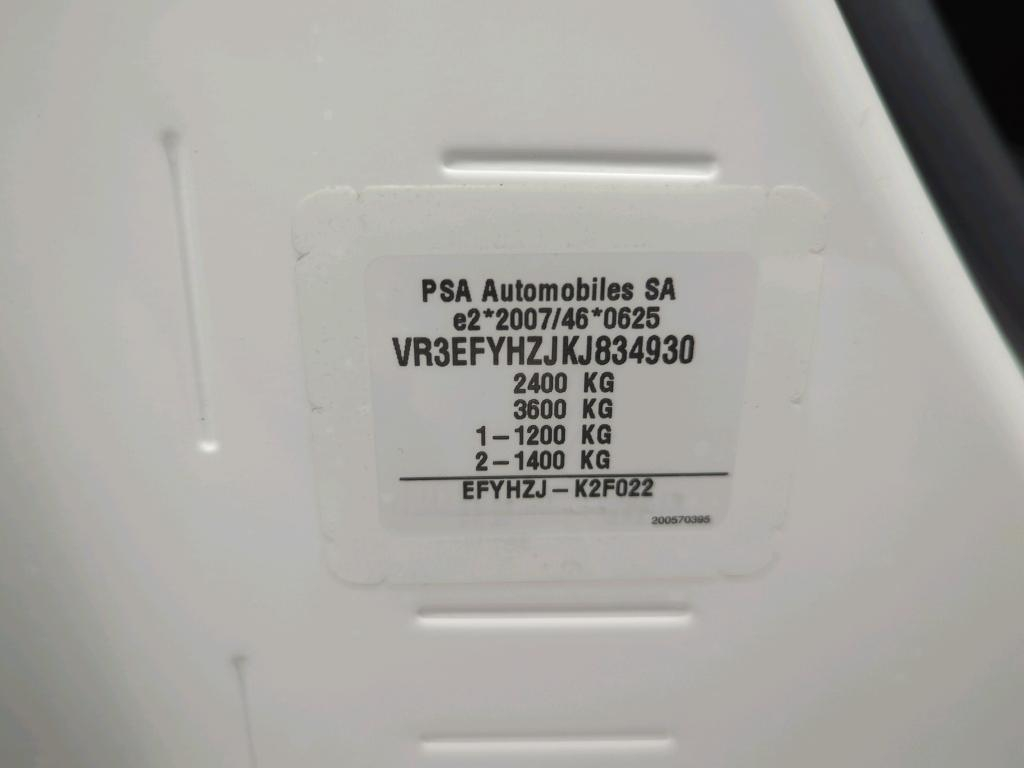 PSA Automobiles SA
e2*2007/46*0625
VR3EFYHZJKJ834930
2400 KG
3600 KG
1-1200 KG
2-1400 KG
EFYHZJ-K2F022
200570395